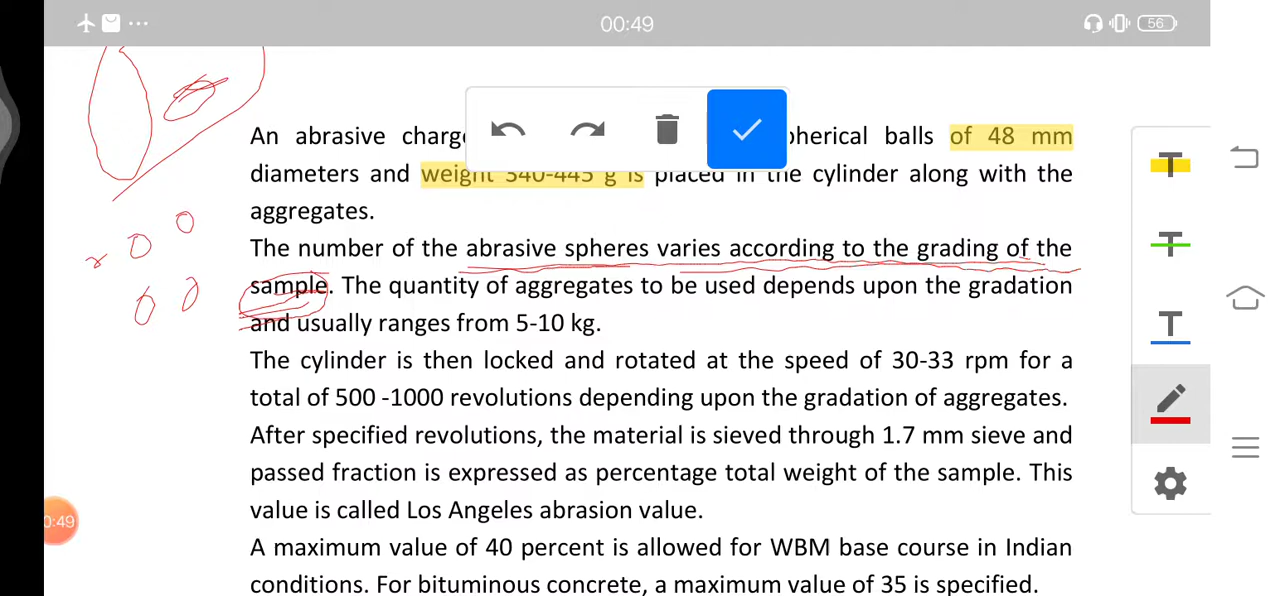 00:49
56
An abrasive charge pherical balls of 48 mm
diameters and weight 340-445 g is placed in the cylinder along with the
aggregates.
The number of the abrasive spheres varies according to the grading of the
sample. The quantity of aggregates to be used depends upon the gradation
and usually ranges from 5-10 kg.
The cylinder is then locked and rotated at the speed of 30-33 rpm for a
total of 500 -1000 revolutions depending upon the gradation of aggregates.
After specified revolutions, the material is sieved through 1.7 mm sieve and
passed fraction is expressed as percentage total weight of the sample. This
value is called Los Angeles abrasion value.
0:49
A maximum value of 40 percent is allowed for WBM base course in Indian
conditions. For bituminous concrete, a maximum value of 35 is specified.